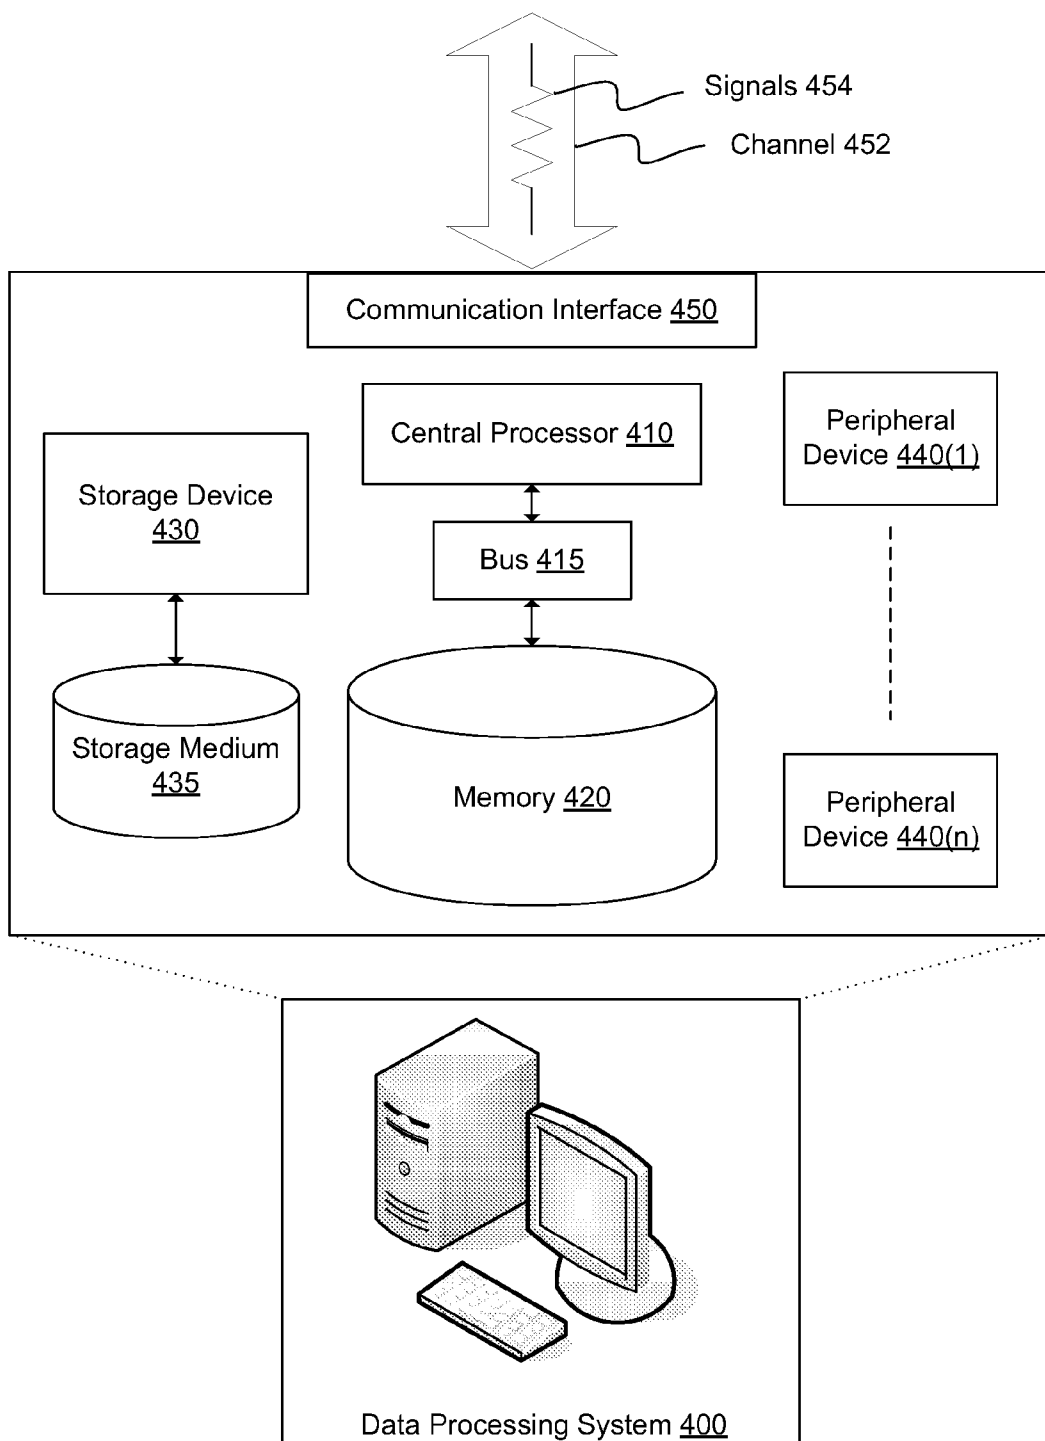 Signals 454
Channel 452
Communication Interface 450
Central Processor 410
Peripheral
Device 440(1)
Storage Device
430
Bus 415
Storage Medium
435
Memory 420
Peripheral
Device 440(n)
Data Processing System 400